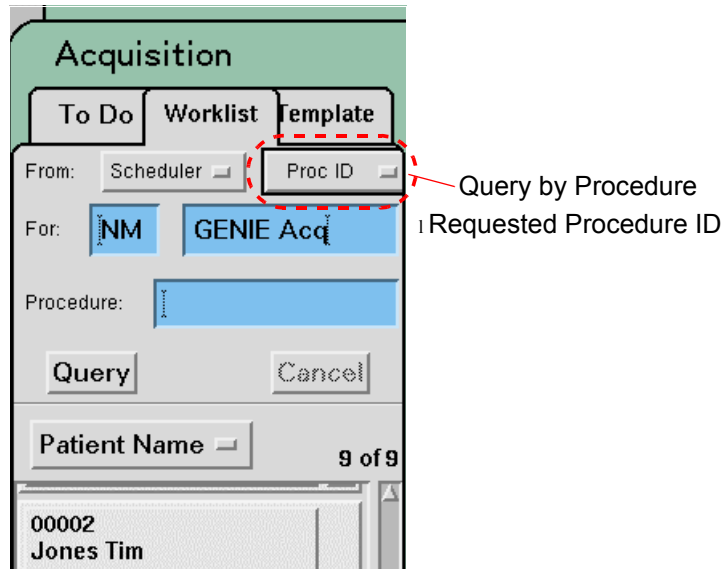 Acquisition
To Do Worklist Template
From: Scheduler Proc ID
Query by Procedure
For: NM GENIE Acq
l Requested Procedure ID
Procedure:
Query Cancel
Patient Name 9 of 9
00002
Jones Tim